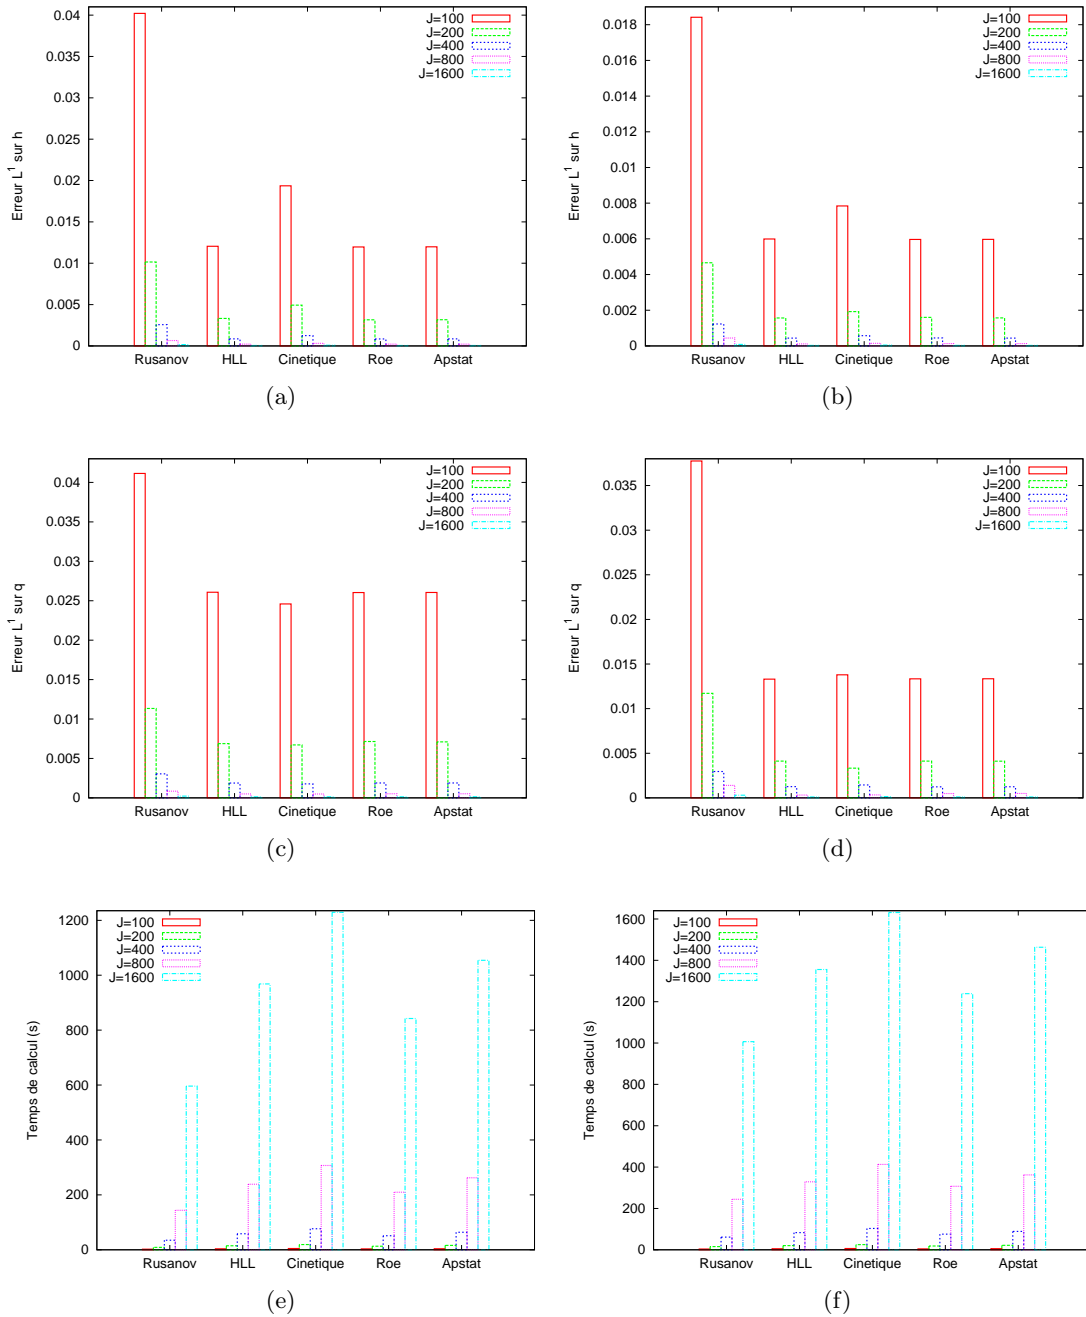 Erreur L¹ sur h
0.04
0.035
0.03
0.025
0.02
0.015
0.01
0.005
0
J=100
J=200
J=400
J=800
J=1600
Rusanov HLL Cinetique Roe Apstat
(a)
Erreur L¹ sur h
0.018
0.016
0.014
0.012
0.01
0.008
0.006
0.004
0.002
0
J=100
J=200
J=400
J=800
J=1600
Rusanov HLL Cinetique Roe Apstat
(b)
Erreur L¹ sur q
0.04
0.035
0.03
0.025
0.02
0.015
0.01
0.005
0
J=100
J=200
J=400
J=800
J=1600
Rusanov HLL Cinetique Roe Apstat
(c)
Erreur L¹ sur q
0.035
0.03
0.025
0.02
0.015
0.01
0.005
0
J=100
J=200
J=400
J=800
J=1600
Rusanov HLL Cinetique Roe Apstat
(d)
Temps de calcul (s)
1200
1000
800
600
400
200
0
J=100
J=200
J=400
J=800
J=1600
Rusanov HLL Cinetique Roe Apstat
(e)
Temps de calcul (s)
1600
1400
1200
1000
800
600
400
200
0
J=100
J=200
J=400
J=800
J=1600
Rusanov HLL Cinetique Roe Apstat
(f)